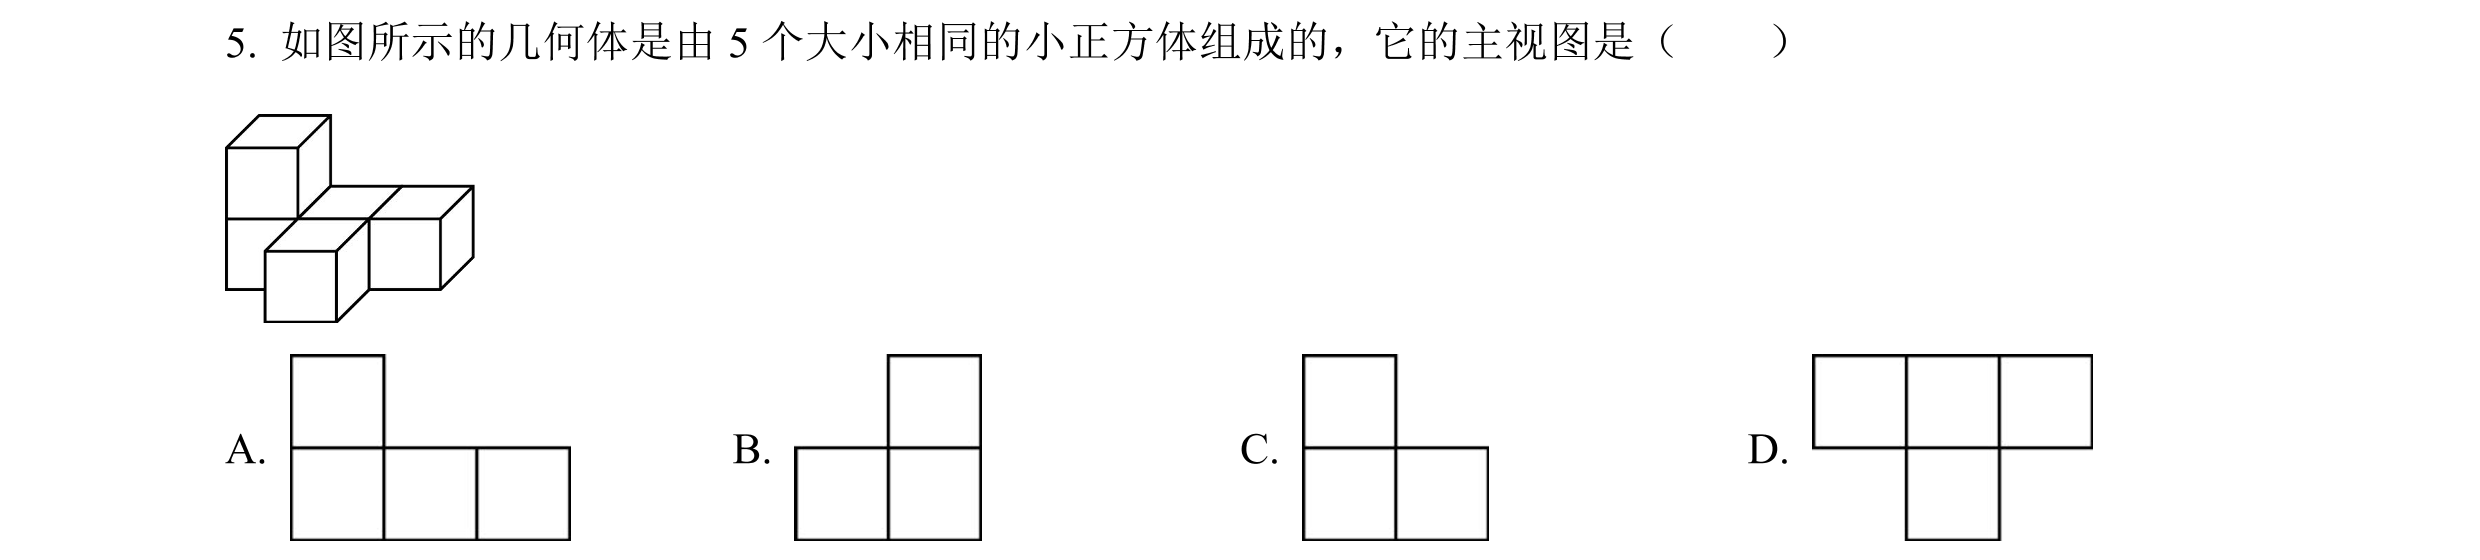 5. 如图所示的几何体是由 5 个大小相同的小正方体组成的，它的主视图是（　　）
A. B. C. D.